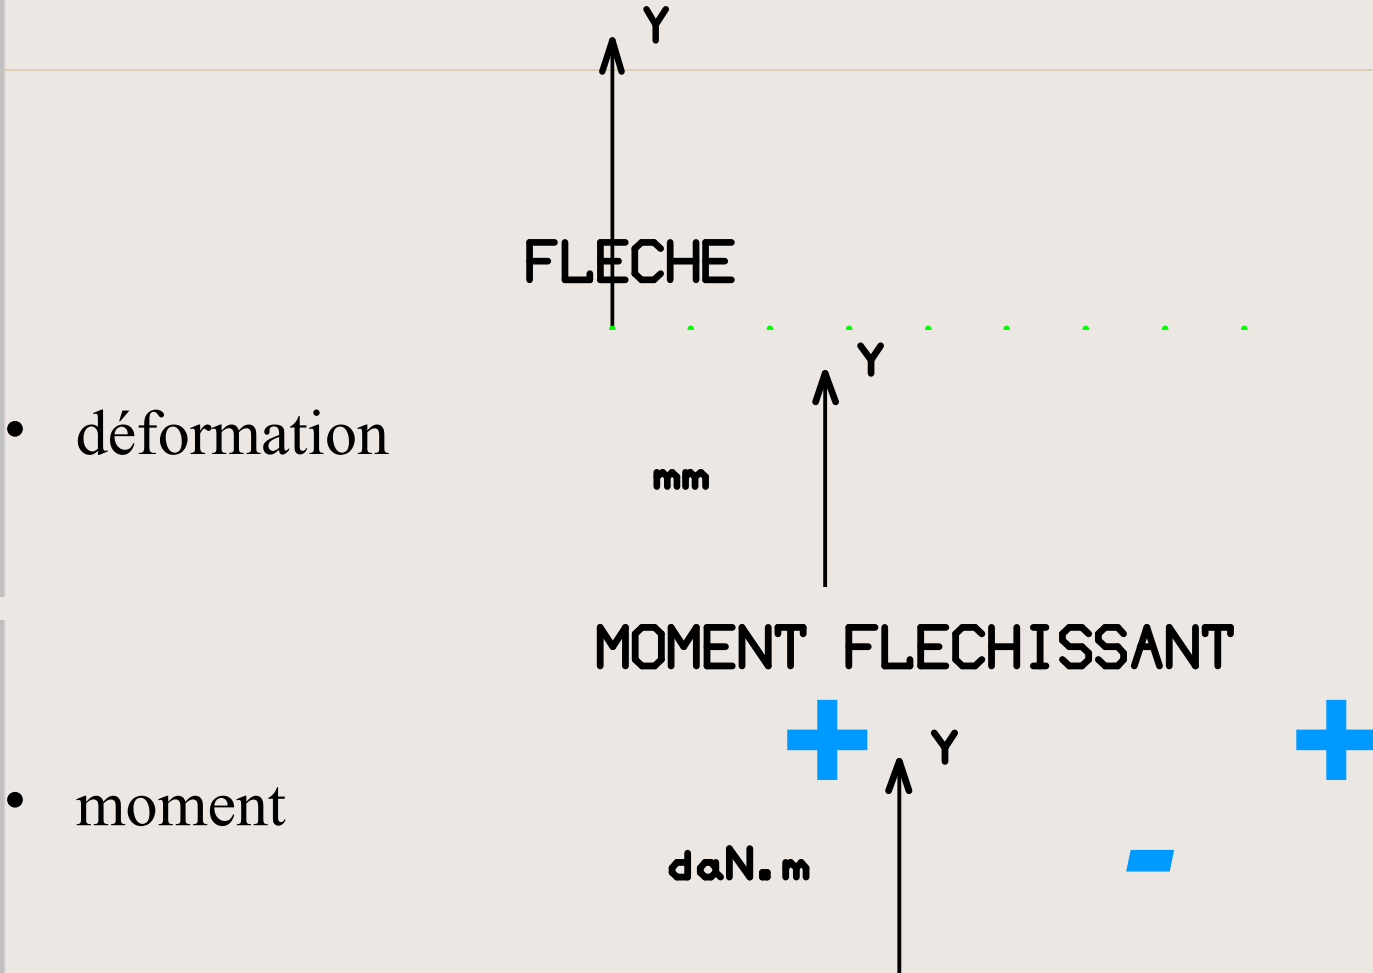 Y
FLECHE
Y
• déformation
mm
MOMENT FLECHISSANT
+ +
Y
• moment
daN.m
-